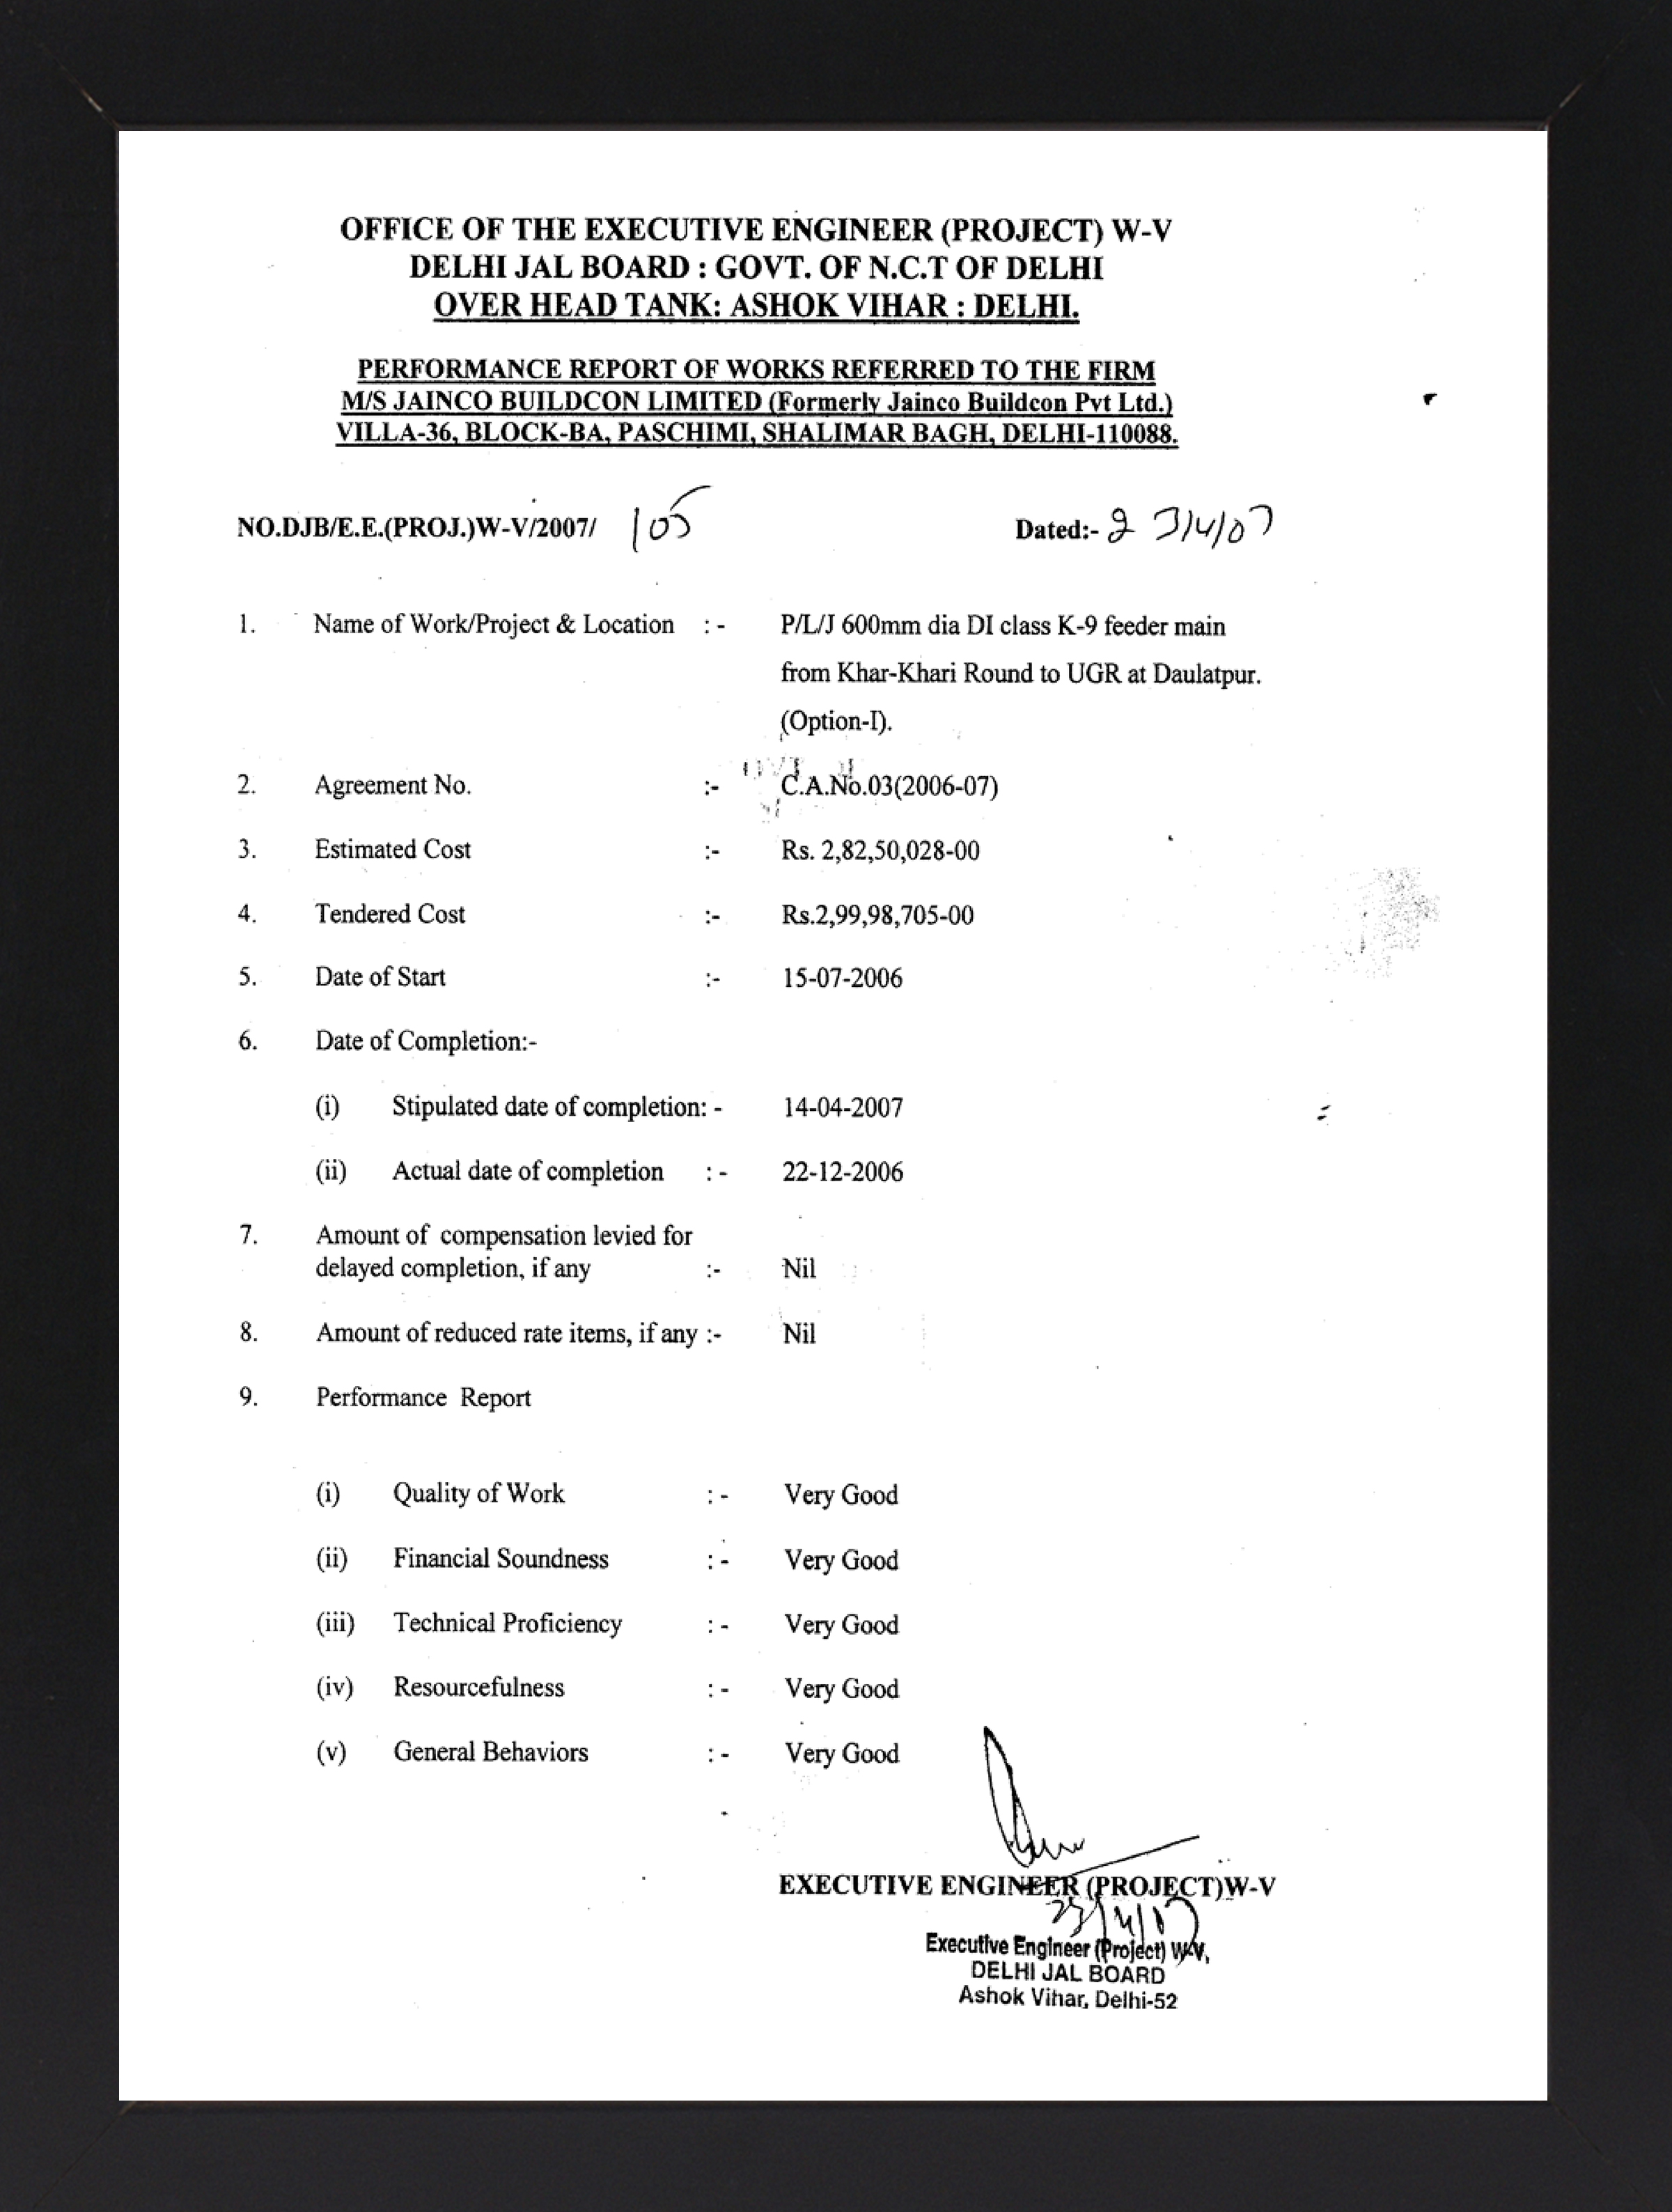 OFFICE OF THE EXECUTIVE ENGINEER (PROJECT) W-V
DELHI JAL BOARD : GOVT. OF N.C.T OF DELHI
OVER HEAD TANK: ASHOK VIHAR : DELHI.
PERFORMANCE REPORT OF WORKS REFERRED TO THE FIRM
M/S JAINCO BUILDCON LIMITED (Formerly Jainco Buildcon Pvt Ltd.)
VILLA-36, BLOCK-BA, PASCHIMI, SHALIMAR BAGH, DELHI-110088.
NO.DJB/E.E.(PROJ.)W-V/2007/ 105 Dated:- 23/4/07
1. Name of Work/Project & Location : - P/L/J 600mm dia DI class K-9 feeder main
from Khar-Khari Round to UGR at Daulatpur.
(Option-I).
2. Agreement No. :- C.A.No.03(2006-07)
3. Estimated Cost :- Rs. 2,82,50,028-00
4. Tendered Cost :- Rs.2,99,98,705-00
5. Date of Start :- 15-07-2006
6. Date of Completion:-
(i) Stipulated date of completion: - 14-04-2007
(ii) Actual date of completion : - 22-12-2006
7. Amount of compensation levied for
delayed completion, if any :- Nil
8. Amount of reduced rate items, if any :- Nil
9. Performance Report
(i) Quality of Work : - Very Good
(ii) Financial Soundness : - Very Good
(iii) Technical Proficiency : - Very Good
(iv) Resourcefulness : - Very Good
(v) General Behaviors : - Very Good
EXECUTIVE ENGINEER (PROJECT)W-V
23/4/07
Executive Engineer (Project) W-V,
DELHI JAL BOARD
Ashok Vihar, Delhi-52